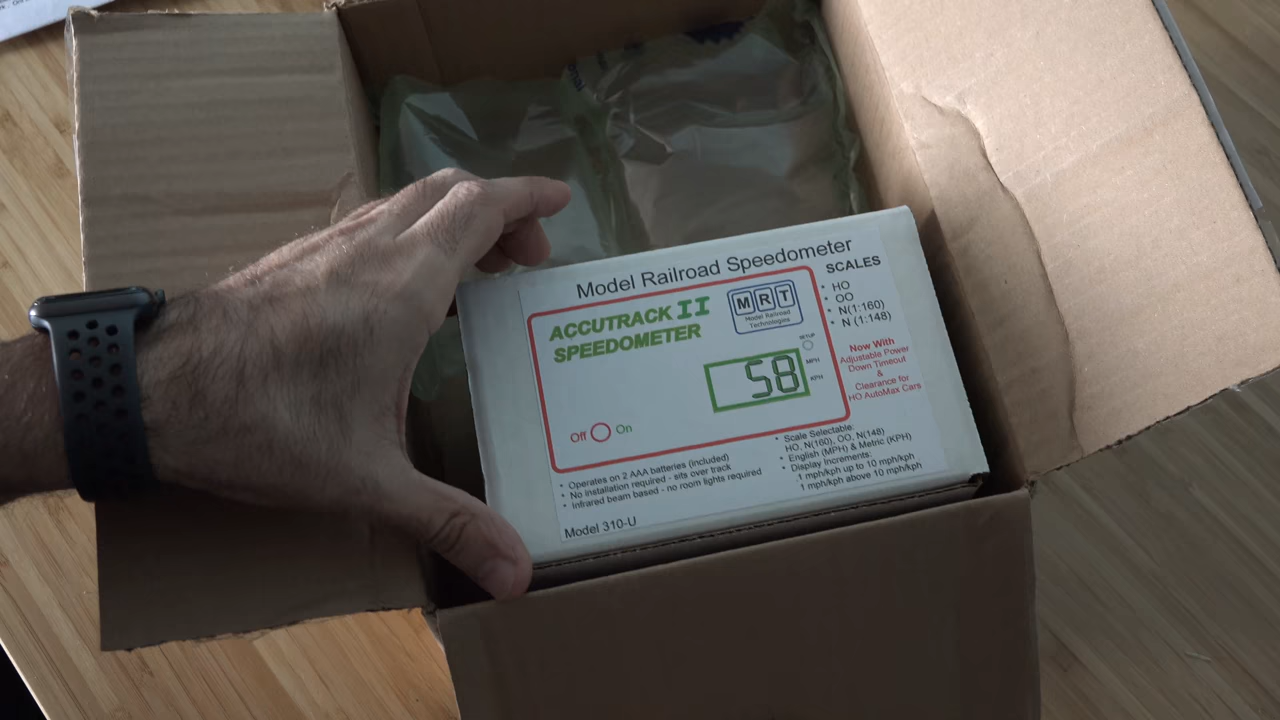 Model Railroad Speedometer
ACCUTRACK II
SPEEDOMETER
MRT
Model Railroad
Technologies
SETUP
MPH
KPH
58
Off
On
SCALES
• HO
• OO
• N(1:160)
• N (1:148)
Now With
Adjustable Power
Down Timeout
&
Clearance for
HO AutoMax Cars
• Operates on 2 AAA batteries (included)
• No installation required - sits over track
• Infrared beam based - no room lights required
• Scale Selectable:
HO, N(160), OO, N(148)
• English (MPH) & Metric (KPH)
• Display Increments:
.1 mph/kph up to 10 mph/kph
1 mph/kph above 10 mph/kph
Model 310-U